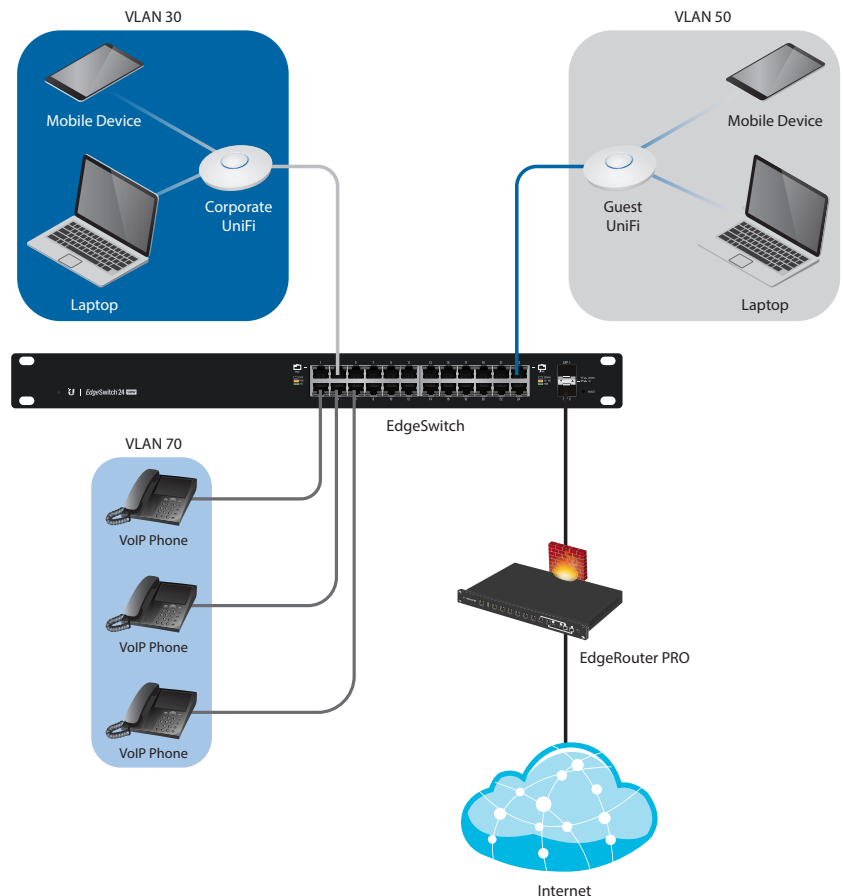 VLAN 30
VLAN 50
Mobile Device
Mobile Device
Corporate
UniFi
Guest
UniFi
Laptop
Laptop
EdgeSwitch 24
EdgeSwitch
VLAN 70
VoIP Phone
VoIP Phone
VoIP Phone
EdgeRouter PRO
Internet